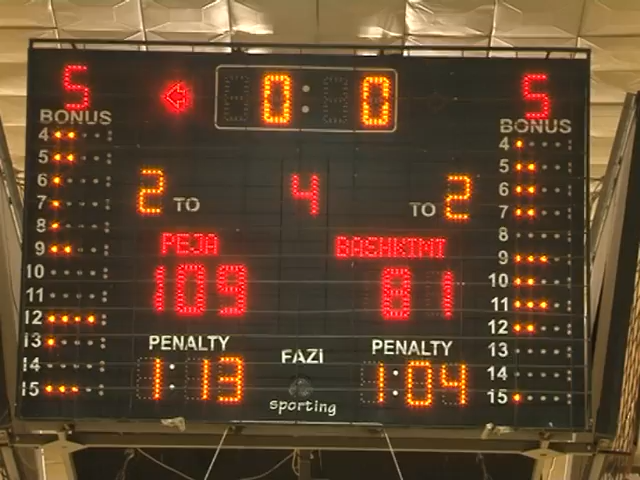 5 0:0 5
BONUS BONUS
4 4
5 5
2 TO 4 TO 2
6 6
7 7
8 8
PEJA BASHKIMI
9 9
109 81
10 10
11 11
12 12
PENALTY PENALTY
13 13
1:13 FAZI 1:04
14 14
15 sporting 15